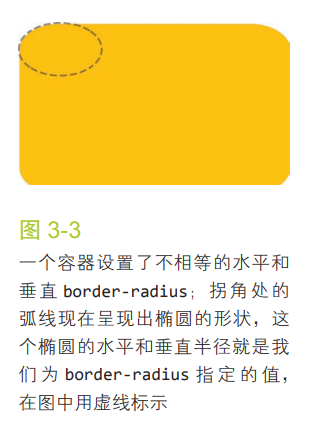 图 3-3
一个容器设置了不相等的水平和
垂直 border-radius；拐角处的
弧线现在呈现出椭圆的形状，这
个椭圆的水平和垂直半径就是我
们为 border-radius 指定的值，
在图中用虚线标示